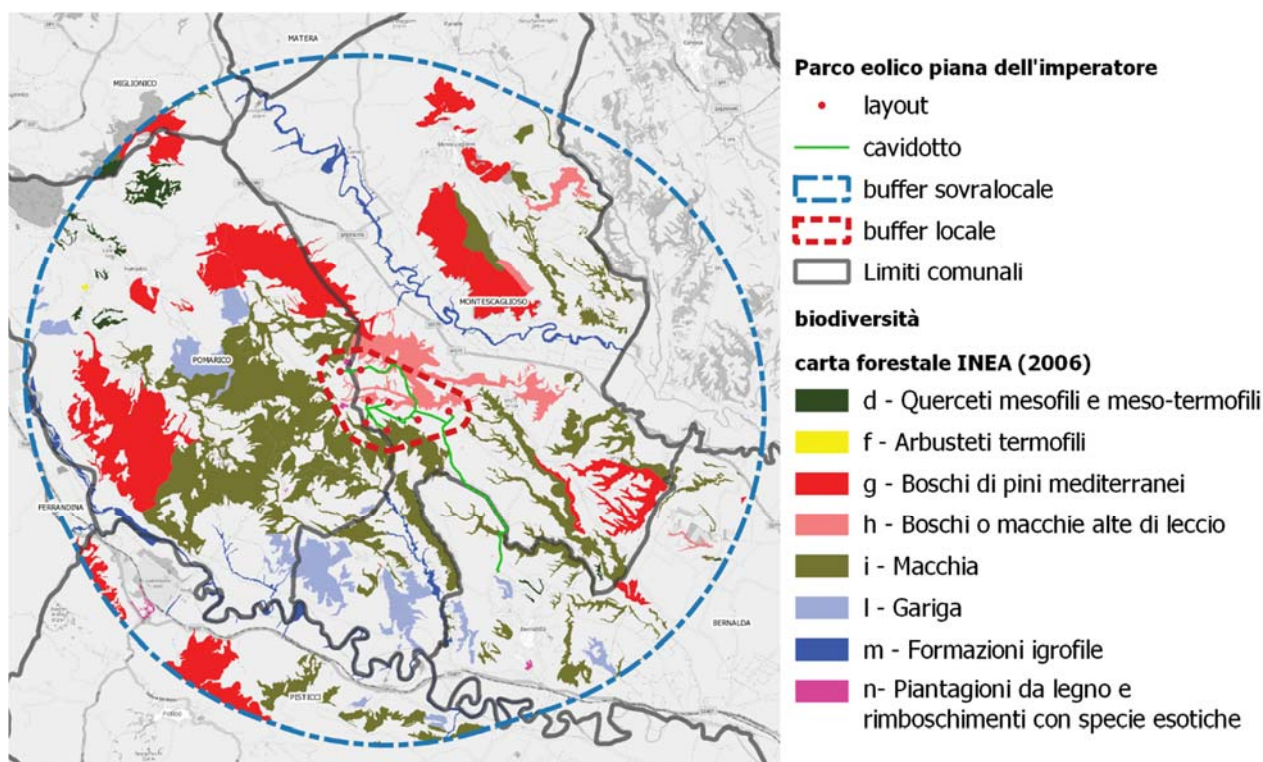 MATERA
MIGLIONICO
MONTESCAGLIOSO
POMARICO
FERRANDINA
BERNALDA
PISTICCI
Parco eolico piana dell'imperatore
layout
cavidotto
buffer sovralocale
buffer locale
Limiti comunali
biodiversità
carta forestale INEA (2006)
d - Querceti mesofili e meso-termofili
f - Arbusteti termofili
g - Boschi di pini mediterranei
h - Boschi o macchie alte di leccio
i - Macchia
l - Gariga
m - Formazioni igrofile
n- Piantagioni da legno e
rimboschimenti con specie esotiche